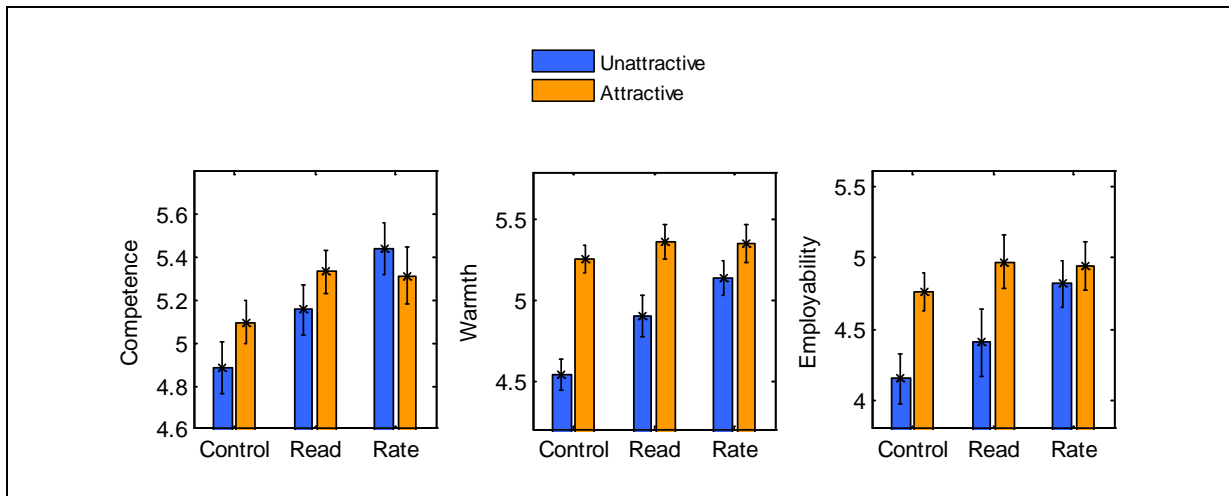 Unattractive
Attractive
Competence
5.6
5.4
5.2
5
4.8
4.6
Control Read Rate
Warmth
5.5
5
4.5
Control Read Rate
Employability
5.5
5
4.5
4
Control Read Rate